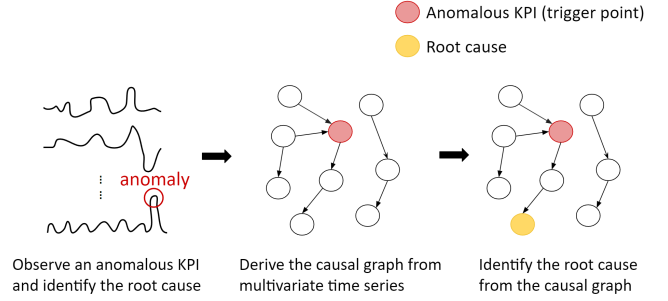 Anomalous KPI (trigger point)
Root cause
anomaly
Observe an anomalous KPI
and identify the root cause
Derive the causal graph from
multivariate time series
Identify the root cause
from the causal graph